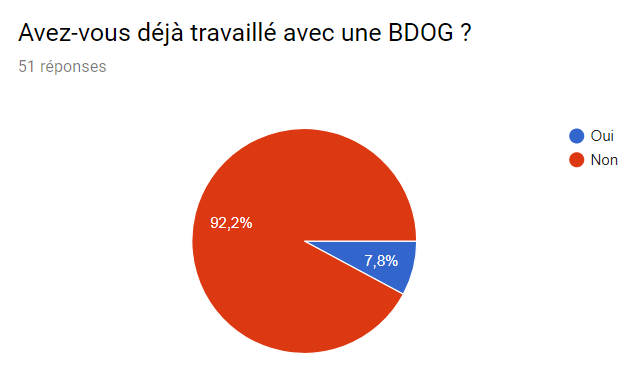 Avez-vous déjà travaillé avec une BDOG ?
51 réponses
Oui
Non
92,2%
7,8%